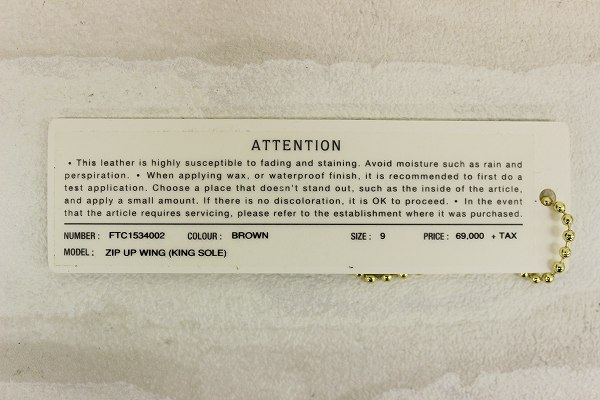 ATTENTION
• This leather is highly susceptible to fading and staining. Avoid moisture such as rain and
perspiration. • When applying wax, or waterproof finish, it is recommended to first do a
test application. Choose a place that doesn't stand out, such as the inside of the article,
and apply a small amount. If there is no discoloration, it is OK to proceed. • In the event
that the article requires servicing, please refer to the establishment where it was purchased.
NUMBER : FTC1534002 COLOUR : BROWN SIZE : 9 PRICE : 69,000 + TAX
MODEL : ZIP UP WING (KING SOLE)